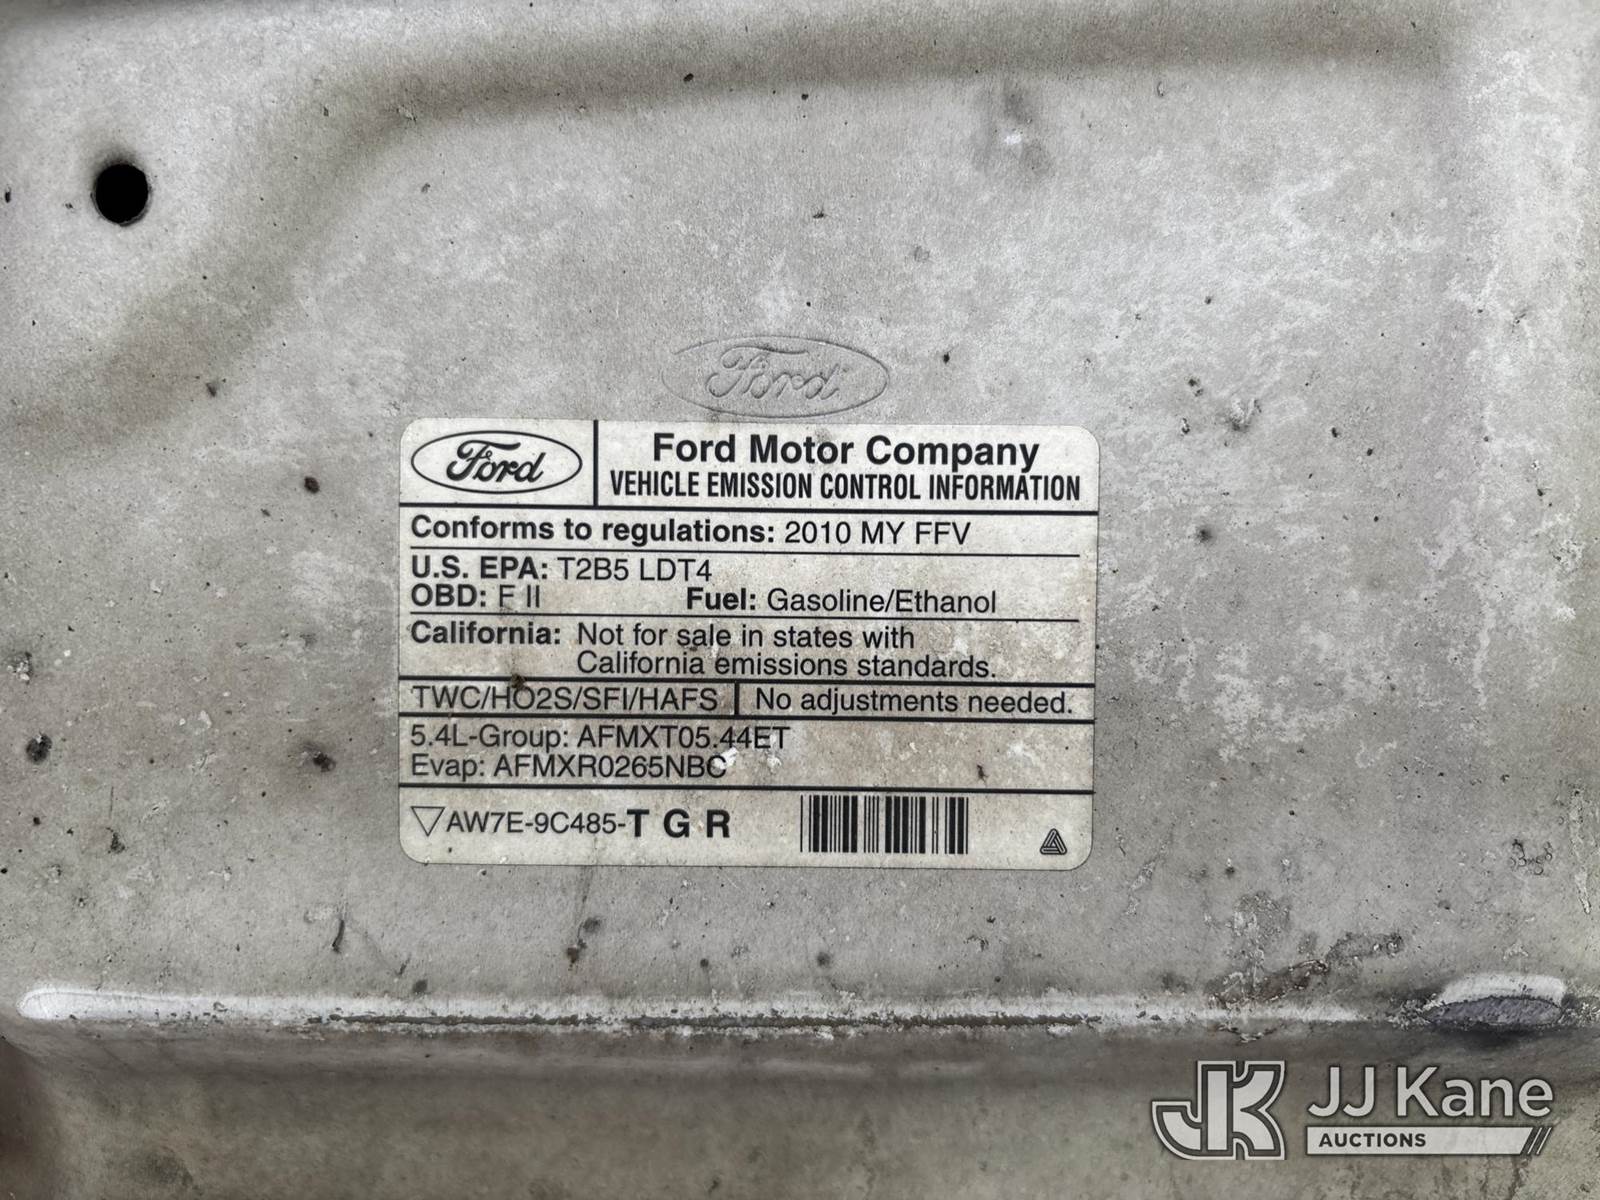 Ford
Ford
Ford Motor Company
VEHICLE EMISSION CONTROL INFORMATION
Conforms to regulations: 2010 MY FFV
U.S. EPA: T2B5 LDT4
OBD: F II Fuel: Gasoline/Ethanol
California: Not for sale in states with
California emissions standards.
TWC/HO2S/SFI/HAFS No adjustments needed.
5.4L-Group: AFMXT05.44ET
Evap: AFMXR0265NBC
AW7E-9C485-T G R
JK JJ Kane
AUCTIONS